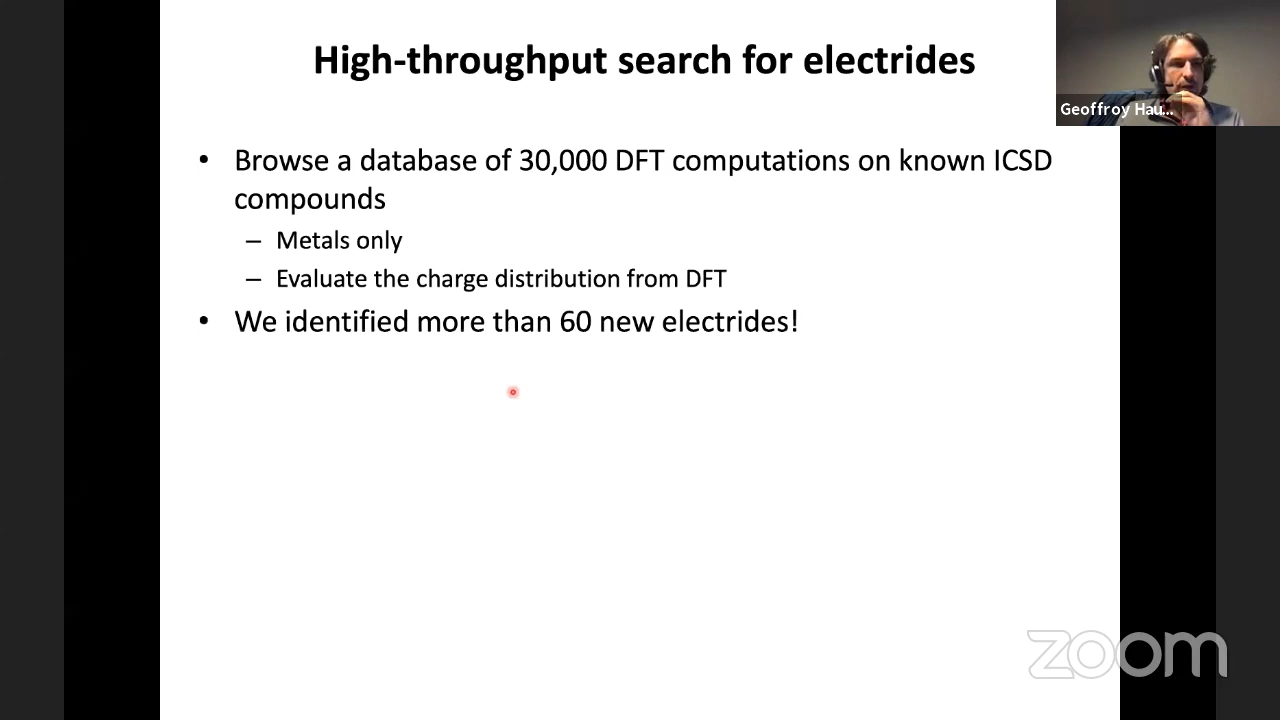 High-throughput search for electrides
Geoffroy Hau...
• Browse a database of 30,000 DFT computations on known ICSD
compounds
– Metals only
– Evaluate the charge distribution from DFT
• We identified more than 60 new electrides!
zoom